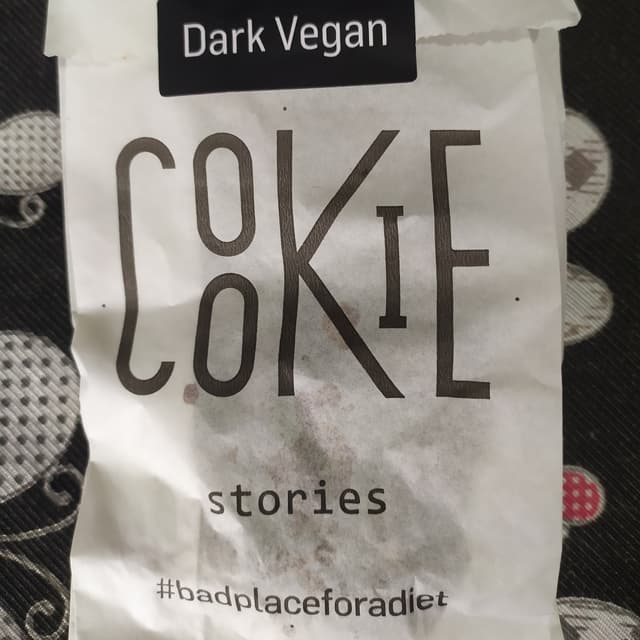 Dark Vegan
COOKIE
stories
#badplaceforadiet